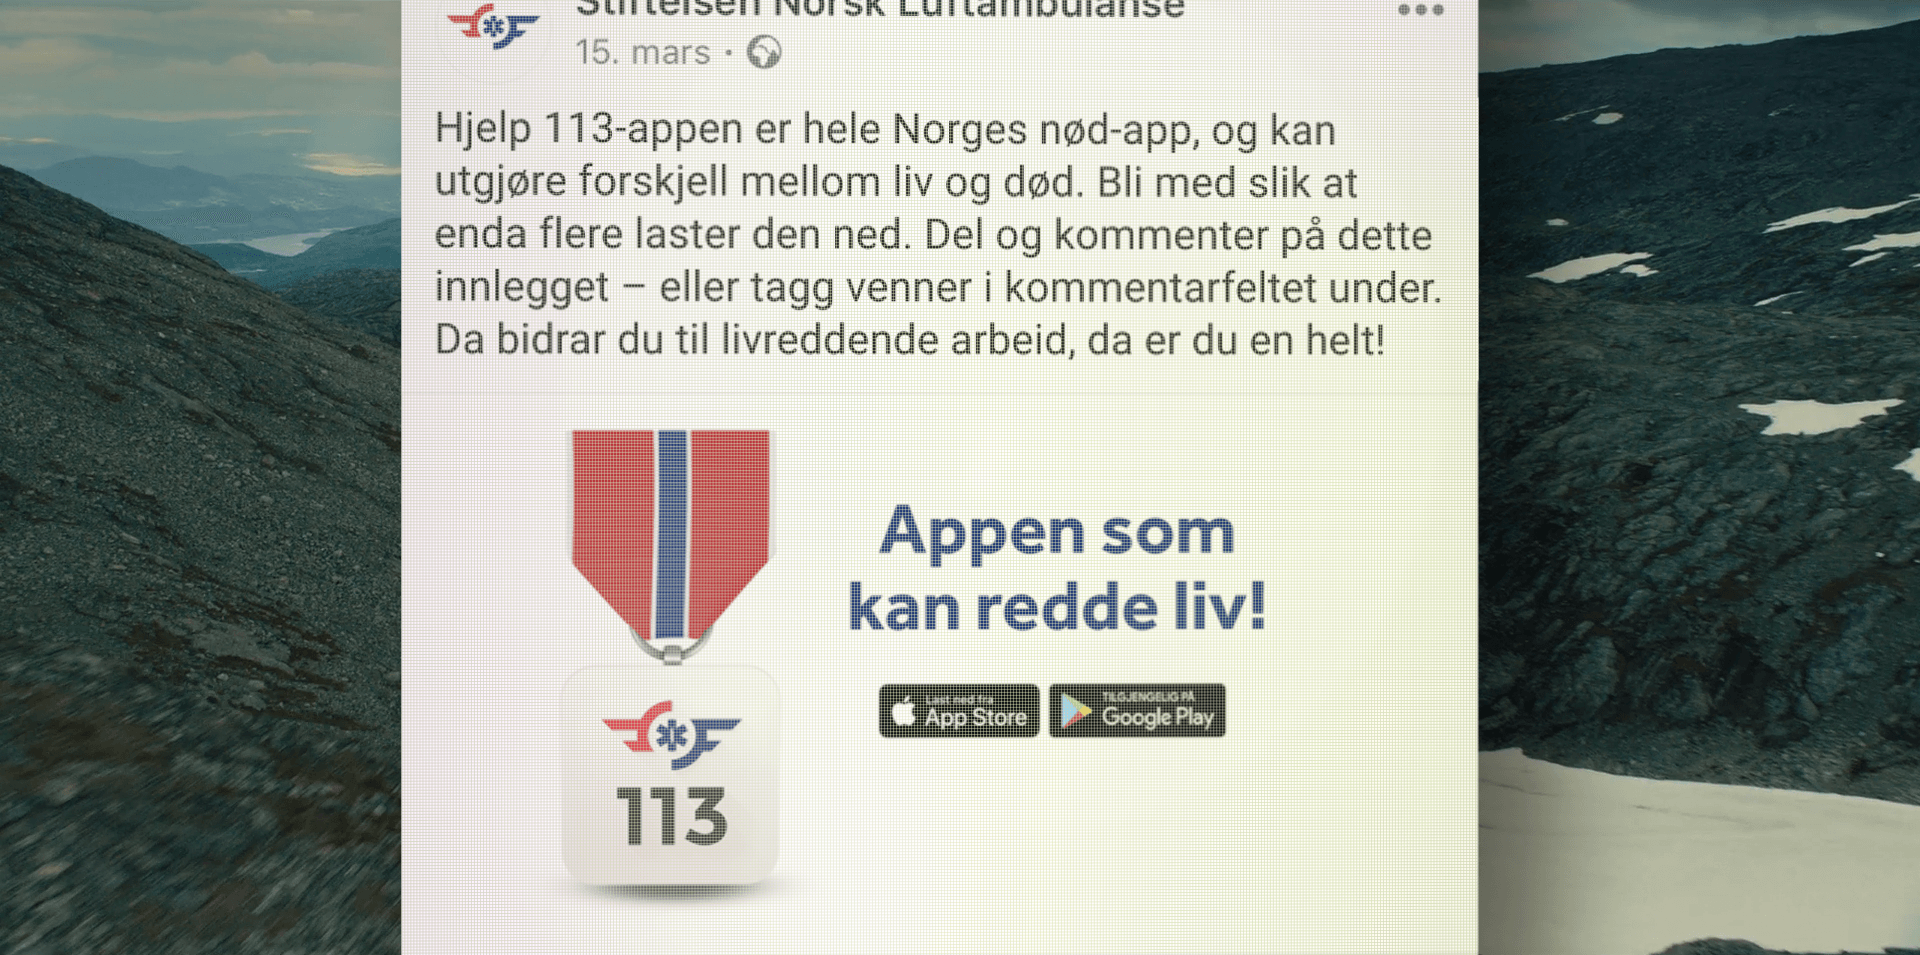 Stiftelsen Norsk Luftambulanse
15. mars ·
Hjelp 113-appen er hele Norges nød-app, og kan
utgjøre forskjell mellom liv og død. Bli med slik at
enda flere laster den ned. Del og kommenter på dette
innlegget – eller tagg venner i kommentarfeltet under.
Da bidrar du til livreddende arbeid, da er du en helt!
Appen som
kan redde liv!
Last ned fra
App Store
TILGJENGELIG PÅ
Google Play
113